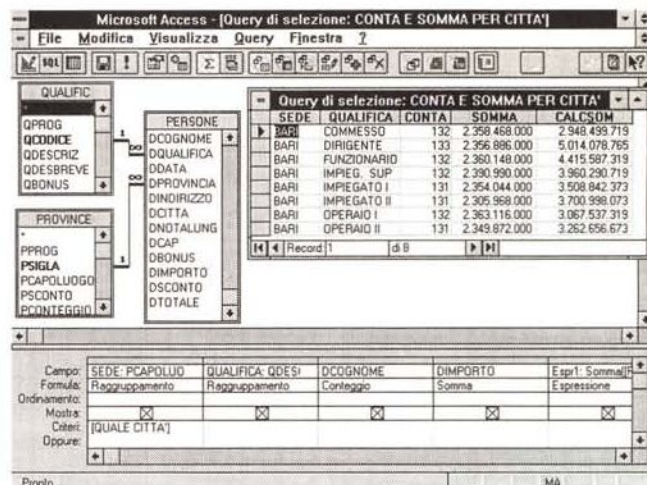 Microsoft Access - [Query di selezione: CONTA E SOMMA PER CITTA']
File Modifica Visualizza Query Finestra ?
SQL
QUALIFIC
*
QPROG
QCODICE
QDESCRIZ
QDESBREVE
QBONUS
PROVINCE
*
PPROG
PSIGLA
PCAPOLUOGO
PSCONTO
PCONTEGGIO
1
∞
∞
1
PERSONE
DCOGNOME
DQUALIFICA
DDATA
DPROVINCIA
DINDIRIZZO
DCITTA
DNOTALUNG
DCAP
DBONUS
DIMPORTO
DSCONTO
DTOTALE
Query di selezione: CONTA E SOMMA PER CITTA'
SEDE QUALIFICA CONTA SOMMA CALCSOM
BARI COMMESSO 132 2.358.468.000 2.948.499.719
BARI DIRIGENTE 133 2.356.886.000 5.014.078.765
BARI FUNZIONARIO 132 2.360.148.000 4.415.587.319
BARI IMPIEG. SUP 132 2.390.990.000 3.960.290.719
BARI IMPIEGATO I 131 2.354.044.000 3.508.842.373
BARI IMPIEGATO II 131 2.305.968.000 3.700.998.073
BARI OPERAIO I 132 2.363.116.000 3.067.537.319
BARI OPERAIO II 131 2.349.872.000 3.262.656.673
Record: 1 di 8
Campo: SEDE: PCAPOLUO QUALIFICA: QDESI DCOGNOME DIMPORTO Espr1: Somma([F
Formula: Raggruppamento Raggruppamento Conteggio Somma Espressione
Ordinamento:
Mostra:
Criteri: [QUALE CITTA']
Oppure:
Pronto MA